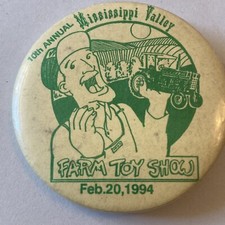 10th ANNUAL
Mississippi Valley
FARM TOY SHOW
Feb.20,1994